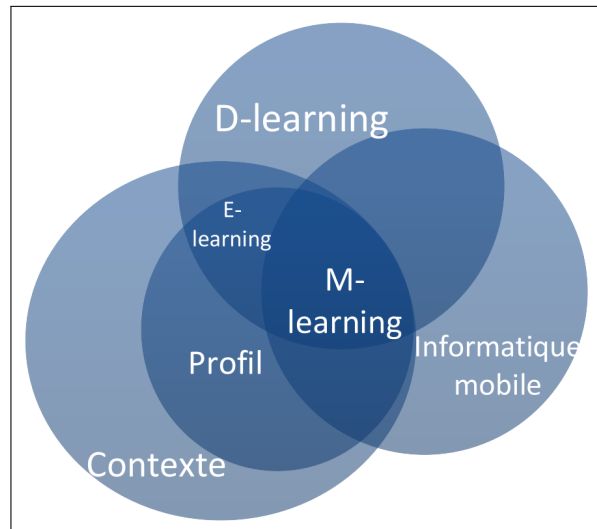 D-learning
E-
learning
M-
learning
Informatique
mobile
Profil
Contexte